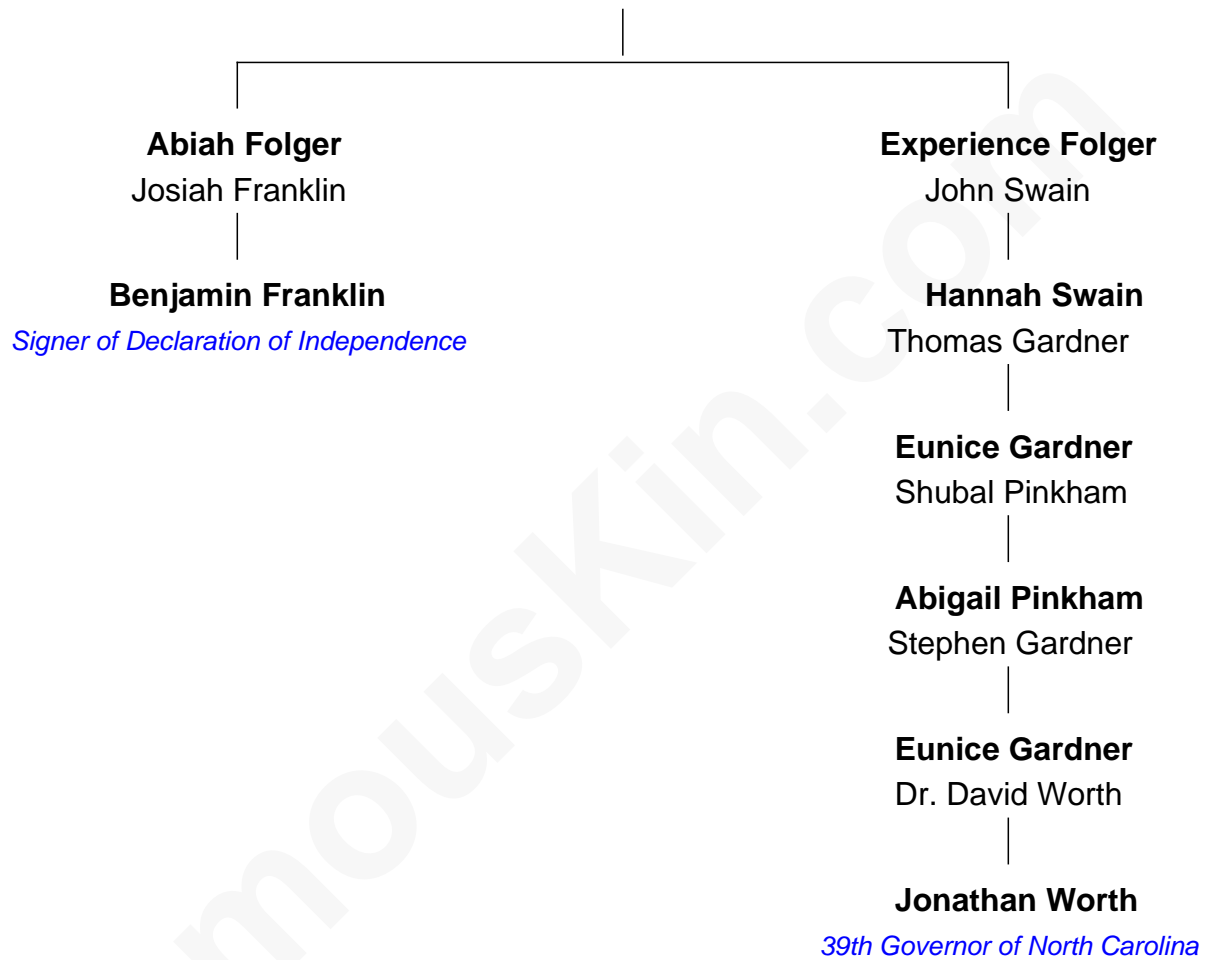 Abiah Folger
Josiah Franklin
Benjamin Franklin
Signer of Declaration of Independence
Experience Folger
John Swain
Hannah Swain
Thomas Gardner
Eunice Gardner
Shubal Pinkham
Abigail Pinkham
Stephen Gardner
Eunice Gardner
Dr. David Worth
Jonathan Worth
39th Governor of North Carolina
mousKin.com